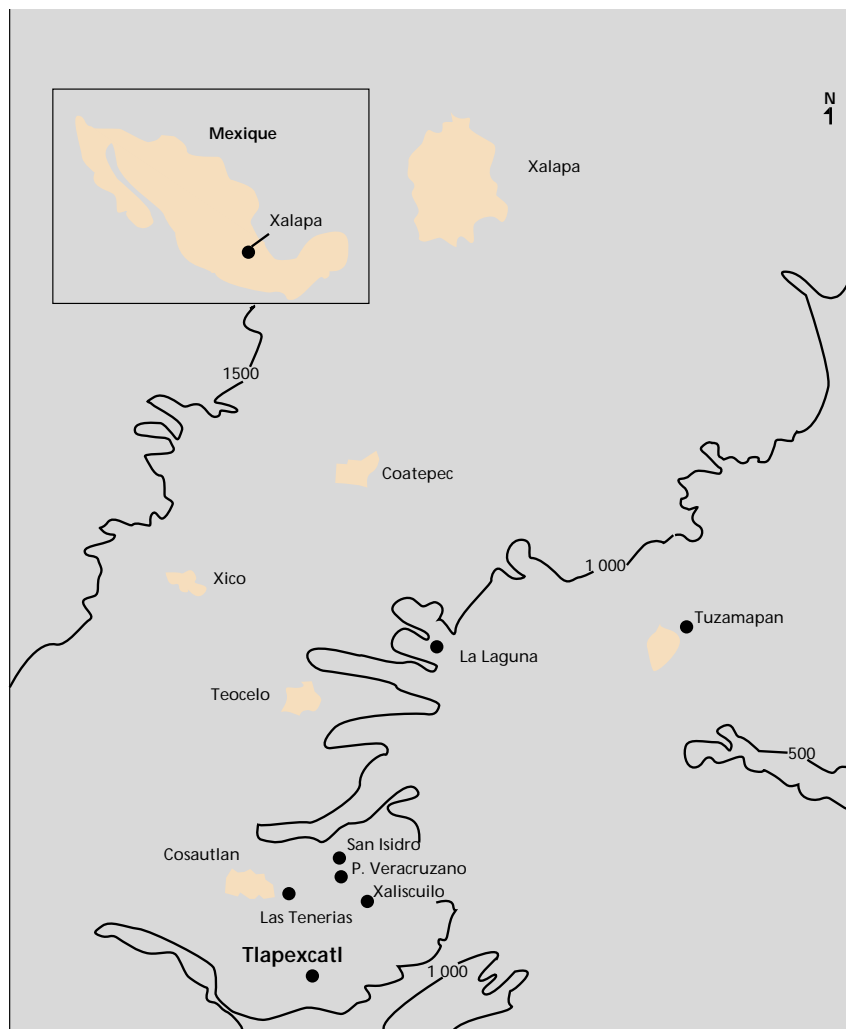 N
Mexique
Xalapa
Xalapa
1500
Coatepec
1 000
Xico
Tuzamapan
La Laguna
Teocelo
500
San Isidro
Cosautlan
P. Veracruzano
Xaliscuilo
Las Tenerias
Tlapexcatl
1 000